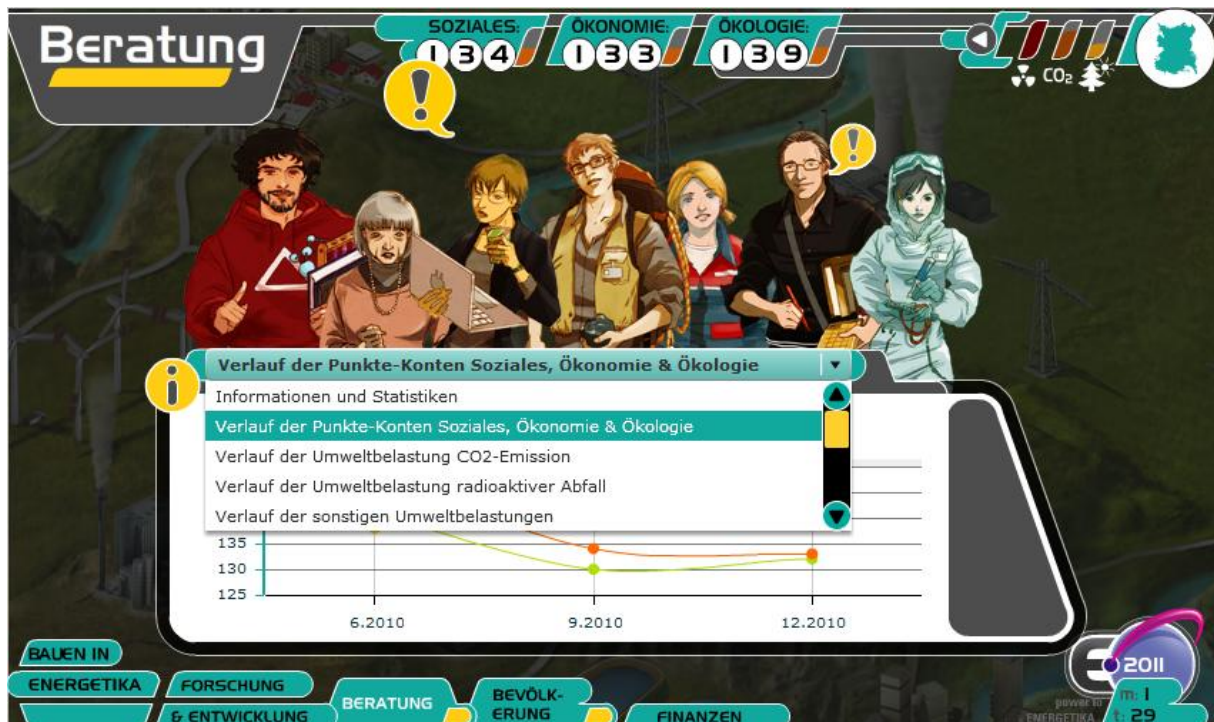 Beratung
SOZIALES:
134
ÖKONOMIE:
133
ÖKOLOGIE:
139
CO₂
Verlauf der Punkte-Konten Soziales, Ökonomie & Ökologie
Informationen und Statistiken
Verlauf der Punkte-Konten Soziales, Ökonomie & Ökologie
Verlauf der Umweltbelastung CO2-Emission
Verlauf der Umweltbelastung radioaktiver Abfall
Verlauf der sonstigen Umweltbelastungen
135
130
125
6.2010
9.2010
12.2010
BAUEN IN
ENERGETIKA
FORSCHUNG
& ENTWICKLUNG
BERATUNG
BEVÖLK-
ERUNG
FINANZEN
2011
power to
ENERGETIKA
m: 1
t: 29